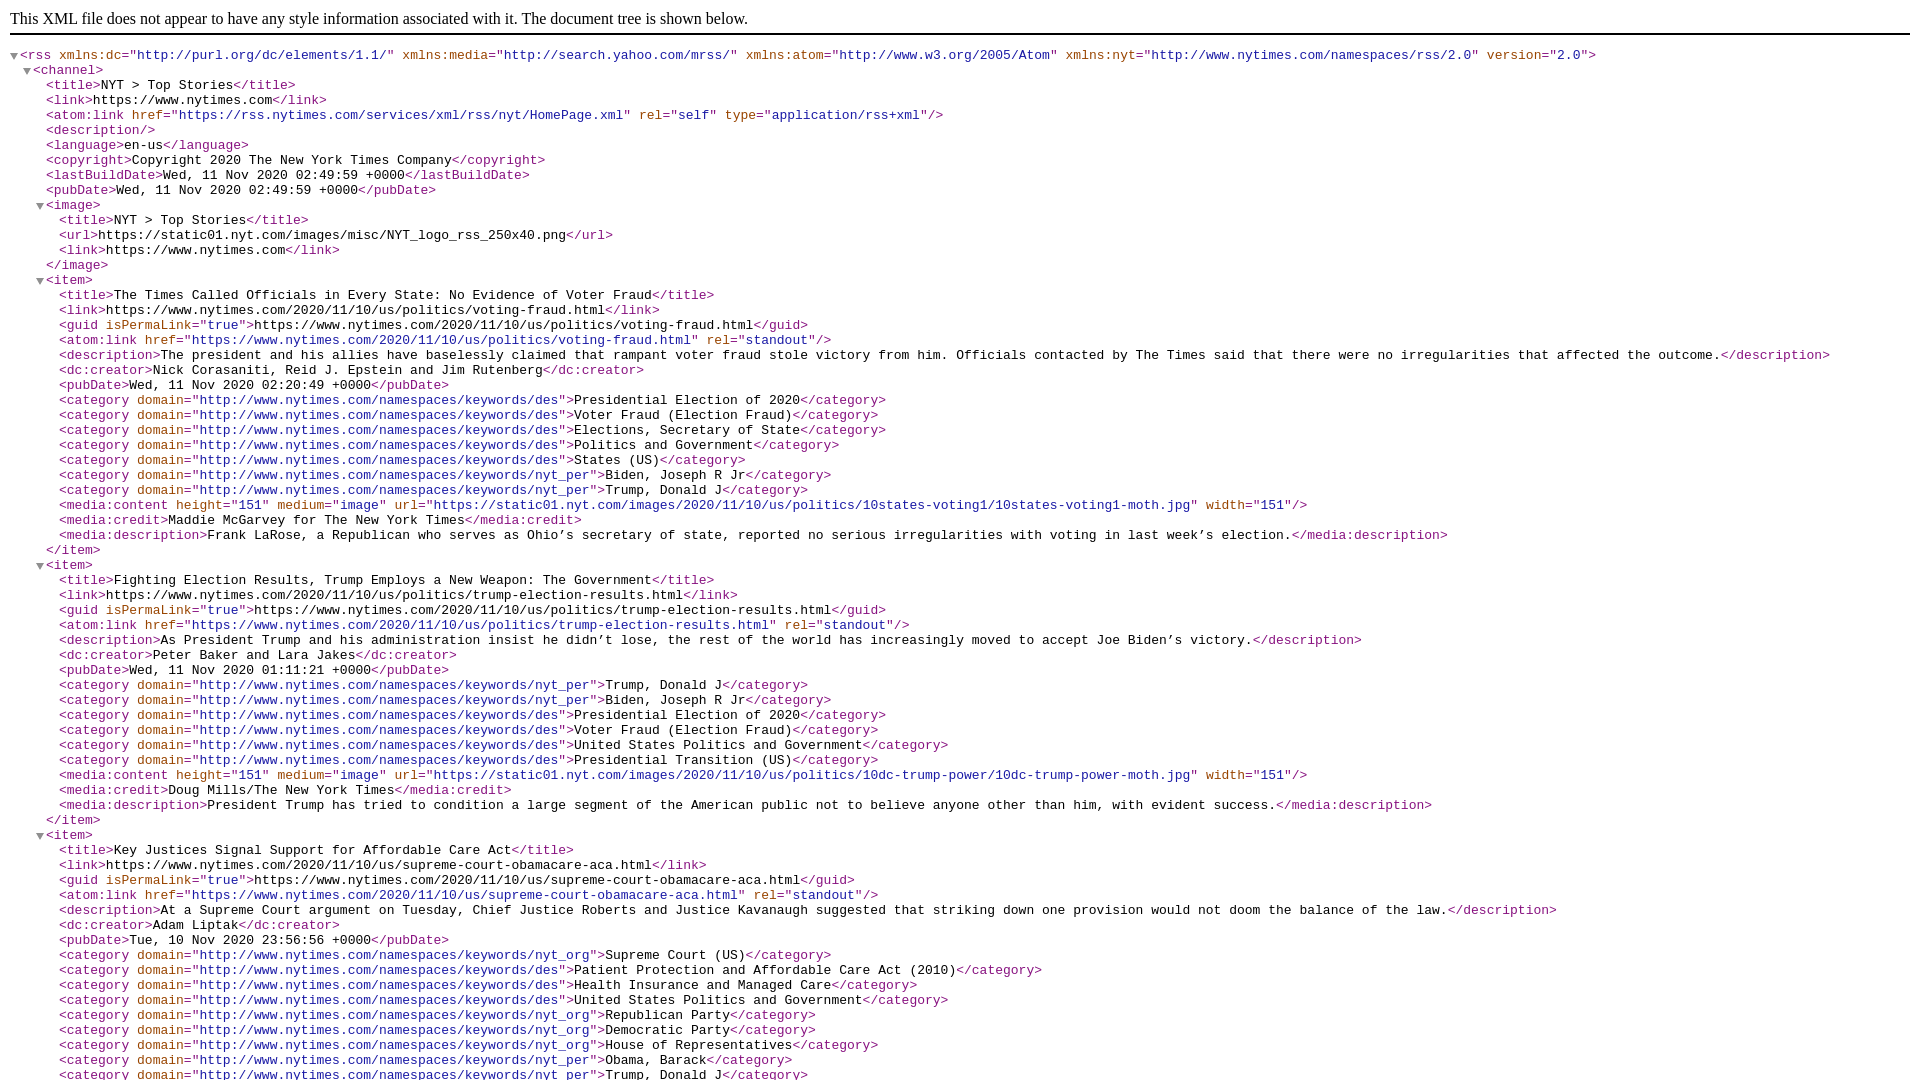 This XML file does not appear to have any style information associated with it. The document tree is shown below.
<rss xmlns:dc="http://purl.org/dc/elements/1.1/" xmlns:media="http://search.yahoo.com/mrss/" xmlns:atom="http://www.w3.org/2005/Atom" xmlns:nyt="http://www.nytimes.com/namespaces/rss/2.0" version="2.0">
<channel>
<title>NYT > Top Stories</title>
<link>https://www.nytimes.com</link>
<atom:link href="https://rss.nytimes.com/services/xml/rss/nyt/HomePage.xml" rel="self" type="application/rss+xml"/>
<description/>
<language>en-us</language>
<copyright>Copyright 2020 The New York Times Company</copyright>
<lastBuildDate>Wed, 11 Nov 2020 02:49:59 +0000</lastBuildDate>
<pubDate>Wed, 11 Nov 2020 02:49:59 +0000</pubDate>
<image>
<title>NYT > Top Stories</title>
<url>https://static01.nyt.com/images/misc/NYT_logo_rss_250x40.png</url>
<link>https://www.nytimes.com</link>
</image>
<item>
<title>The Times Called Officials in Every State: No Evidence of Voter Fraud</title>
<link>https://www.nytimes.com/2020/11/10/us/politics/voting-fraud.html</link>
<guid isPermaLink="true">https://www.nytimes.com/2020/11/10/us/politics/voting-fraud.html</guid>
<atom:link href="https://www.nytimes.com/2020/11/10/us/politics/voting-fraud.html" rel="standout"/>
<description>The president and his allies have baselessly claimed that rampant voter fraud stole victory from him. Officials contacted by The Times said that there were no irregularities that affected the outcome.</description>
<dc:creator>Nick Corasaniti, Reid J. Epstein and Jim Rutenberg</dc:creator>
<pubDate>Wed, 11 Nov 2020 02:20:49 +0000</pubDate>
<category domain="http://www.nytimes.com/namespaces/keywords/des">Presidential Election of 2020</category>
<category domain="http://www.nytimes.com/namespaces/keywords/des">Voter Fraud (Election Fraud)</category>
<category domain="http://www.nytimes.com/namespaces/keywords/des">Elections, Secretary of State</category>
<category domain="http://www.nytimes.com/namespaces/keywords/des">Politics and Government</category>
<category domain="http://www.nytimes.com/namespaces/keywords/des">States (US)</category>
<category domain="http://www.nytimes.com/namespaces/keywords/nyt_per">Biden, Joseph R Jr</category>
<category domain="http://www.nytimes.com/namespaces/keywords/nyt_per">Trump, Donald J</category>
<media:content height="151" medium="image" url="https://static01.nyt.com/images/2020/11/10/us/politics/10states-voting1/10states-voting1-moth.jpg" width="151"/>
<media:credit>Maddie McGarvey for The New York Times</media:credit>
<media:description>Frank LaRose, a Republican who serves as Ohio’s secretary of state, reported no serious irregularities with voting in last week’s election.</media:description>
</item>
<item>
<title>Fighting Election Results, Trump Employs a New Weapon: The Government</title>
<link>https://www.nytimes.com/2020/11/10/us/politics/trump-election-results.html</link>
<guid isPermaLink="true">https://www.nytimes.com/2020/11/10/us/politics/trump-election-results.html</guid>
<atom:link href="https://www.nytimes.com/2020/11/10/us/politics/trump-election-results.html" rel="standout"/>
<description>As President Trump and his administration insist he didn’t lose, the rest of the world has increasingly moved to accept Joe Biden’s victory.</description>
<dc:creator>Peter Baker and Lara Jakes</dc:creator>
<pubDate>Wed, 11 Nov 2020 01:11:21 +0000</pubDate>
<category domain="http://www.nytimes.com/namespaces/keywords/nyt_per">Trump, Donald J</category>
<category domain="http://www.nytimes.com/namespaces/keywords/nyt_per">Biden, Joseph R Jr</category>
<category domain="http://www.nytimes.com/namespaces/keywords/des">Presidential Election of 2020</category>
<category domain="http://www.nytimes.com/namespaces/keywords/des">Voter Fraud (Election Fraud)</category>
<category domain="http://www.nytimes.com/namespaces/keywords/des">United States Politics and Government</category>
<category domain="http://www.nytimes.com/namespaces/keywords/des">Presidential Transition (US)</category>
<media:content height="151" medium="image" url="https://static01.nyt.com/images/2020/11/10/us/politics/10dc-trump-power/10dc-trump-power-moth.jpg" width="151"/>
<media:credit>Doug Mills/The New York Times</media:credit>
<media:description>President Trump has tried to condition a large segment of the American public not to believe anyone other than him, with evident success.</media:description>
</item>
<item>
<title>Key Justices Signal Support for Affordable Care Act</title>
<link>https://www.nytimes.com/2020/11/10/us/supreme-court-obamacare-aca.html</link>
<guid isPermaLink="true">https://www.nytimes.com/2020/11/10/us/supreme-court-obamacare-aca.html</guid>
<atom:link href="https://www.nytimes.com/2020/11/10/us/supreme-court-obamacare-aca.html" rel="standout"/>
<description>At a Supreme Court argument on Tuesday, Chief Justice Roberts and Justice Kavanaugh suggested that striking down one provision would not doom the balance of the law.</description>
<dc:creator>Adam Liptak</dc:creator>
<pubDate>Tue, 10 Nov 2020 23:56:56 +0000</pubDate>
<category domain="http://www.nytimes.com/namespaces/keywords/nyt_org">Supreme Court (US)</category>
<category domain="http://www.nytimes.com/namespaces/keywords/des">Patient Protection and Affordable Care Act (2010)</category>
<category domain="http://www.nytimes.com/namespaces/keywords/des">Health Insurance and Managed Care</category>
<category domain="http://www.nytimes.com/namespaces/keywords/des">United States Politics and Government</category>
<category domain="http://www.nytimes.com/namespaces/keywords/nyt_org">Republican Party</category>
<category domain="http://www.nytimes.com/namespaces/keywords/nyt_org">Democratic Party</category>
<category domain="http://www.nytimes.com/namespaces/keywords/nyt_org">House of Representatives</category>
<category domain="http://www.nytimes.com/namespaces/keywords/nyt_per">Obama, Barack</category>
<category domain="http://www.nytimes.com/namespaces/keywords/nyt_per">Trump, Donald J</category>